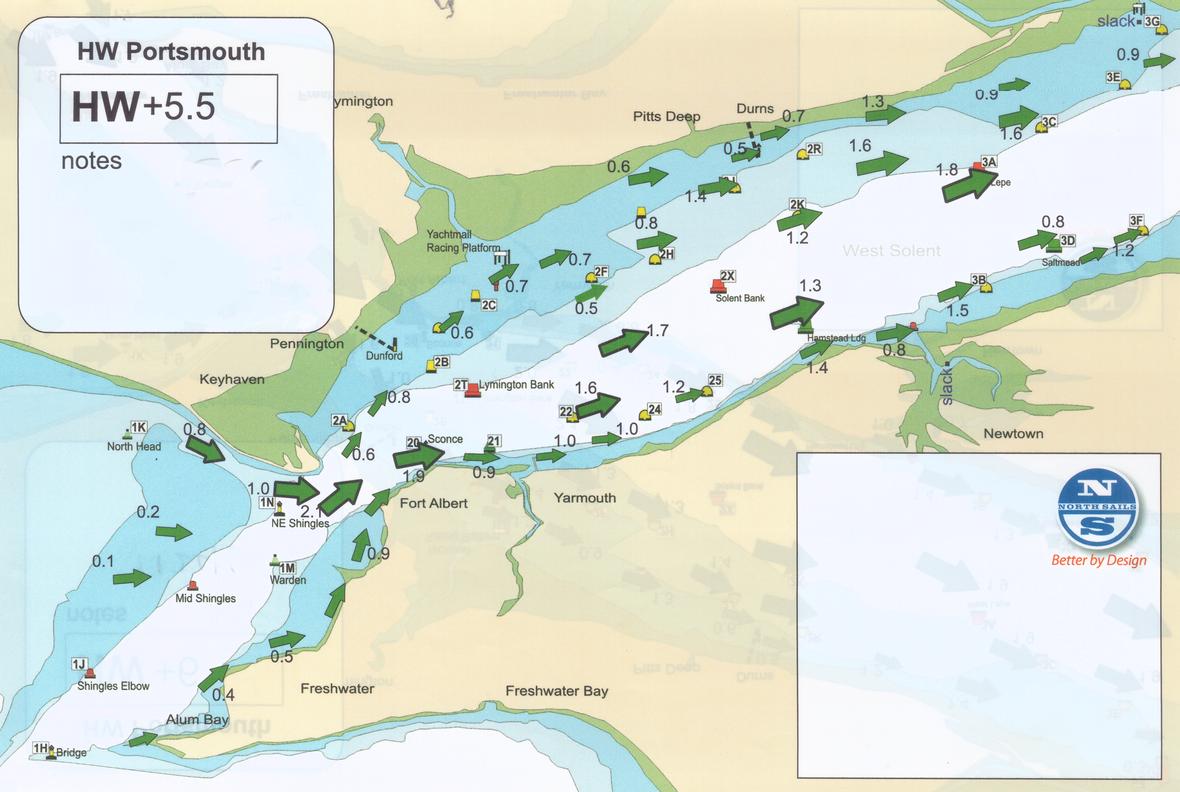 HW Portsmouth
HW+5.5
notes
ymington
Pitts Deep
Durns
slack
3G
0.9
3E
0.7
1.3
0.9
3C
1.6
0.5
2R
1.6
0.6
1.4
1.8
3A
Lepe
0.8
2K
1.2
0.8
3D
Saltmead
3F
1.2
West Solent
Yachtmail
Racing Platform
0.7
2H
0.7
2F
0.5
2C
2X
Solent Bank
1.3
3B
1.5
0.6
1.7
Hamstead Ldg
0.8
1.4
Pennington
Dunford
2B
Keyhaven
2T
Lymington Bank
1.6
1.2
25
slack
0.8
22
24
2A
1K
North Head
0.8
20
Sconce
21
1.0
1.0
Newtown
0.6
1.9
0.9
1.0
1N
NE Shingles
2.1
Fort Albert
Yarmouth
0.2
0.9
0.1
1M
Warden
Mid Shingles
0.5
1J
Shingles Elbow
0.4
Freshwater
Freshwater Bay
Alum Bay
1H
Bridge
N
NORTH SAILS
S
Better by Design